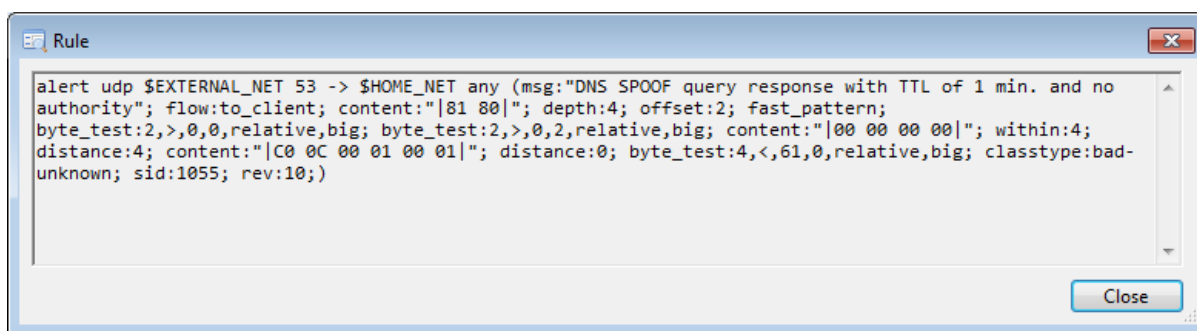 Rule
alert udp $EXTERNAL_NET 53 -> $HOME_NET any (msg:"DNS SPOOF query response with TTL of 1 min. and no
authority"; flow:to_client; content:"|81 80|"; depth:4; offset:2; fast_pattern;
byte_test:2,>,0,0,relative,big; byte_test:2,>,0,2,relative,big; content:"|00 00 00 00|"; within:4;
distance:4; content:"|C0 0C 00 01 00 01|"; distance:0; byte_test:4,<,61,0,relative,big; classtype:bad-
unknown; sid:1055; rev:10;)
Close